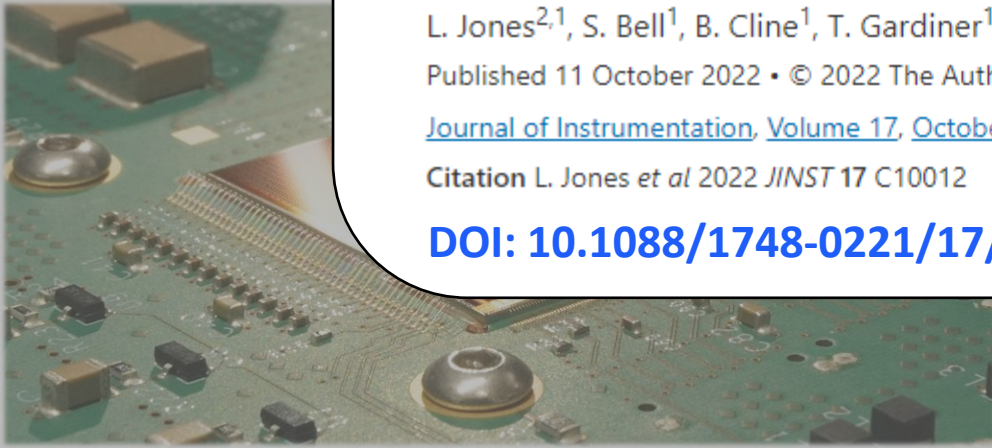 L. Jones2,1, S. Bell1, B. Cline1, T. Gardiner1
Published 11 October 2022 • © 2022 The Auth
Journal of Instrumentation, Volume 17, Octobe
Citation L. Jones et al 2022 JINST 17 C10012
DOI: 10.1088/1748-0221/17/